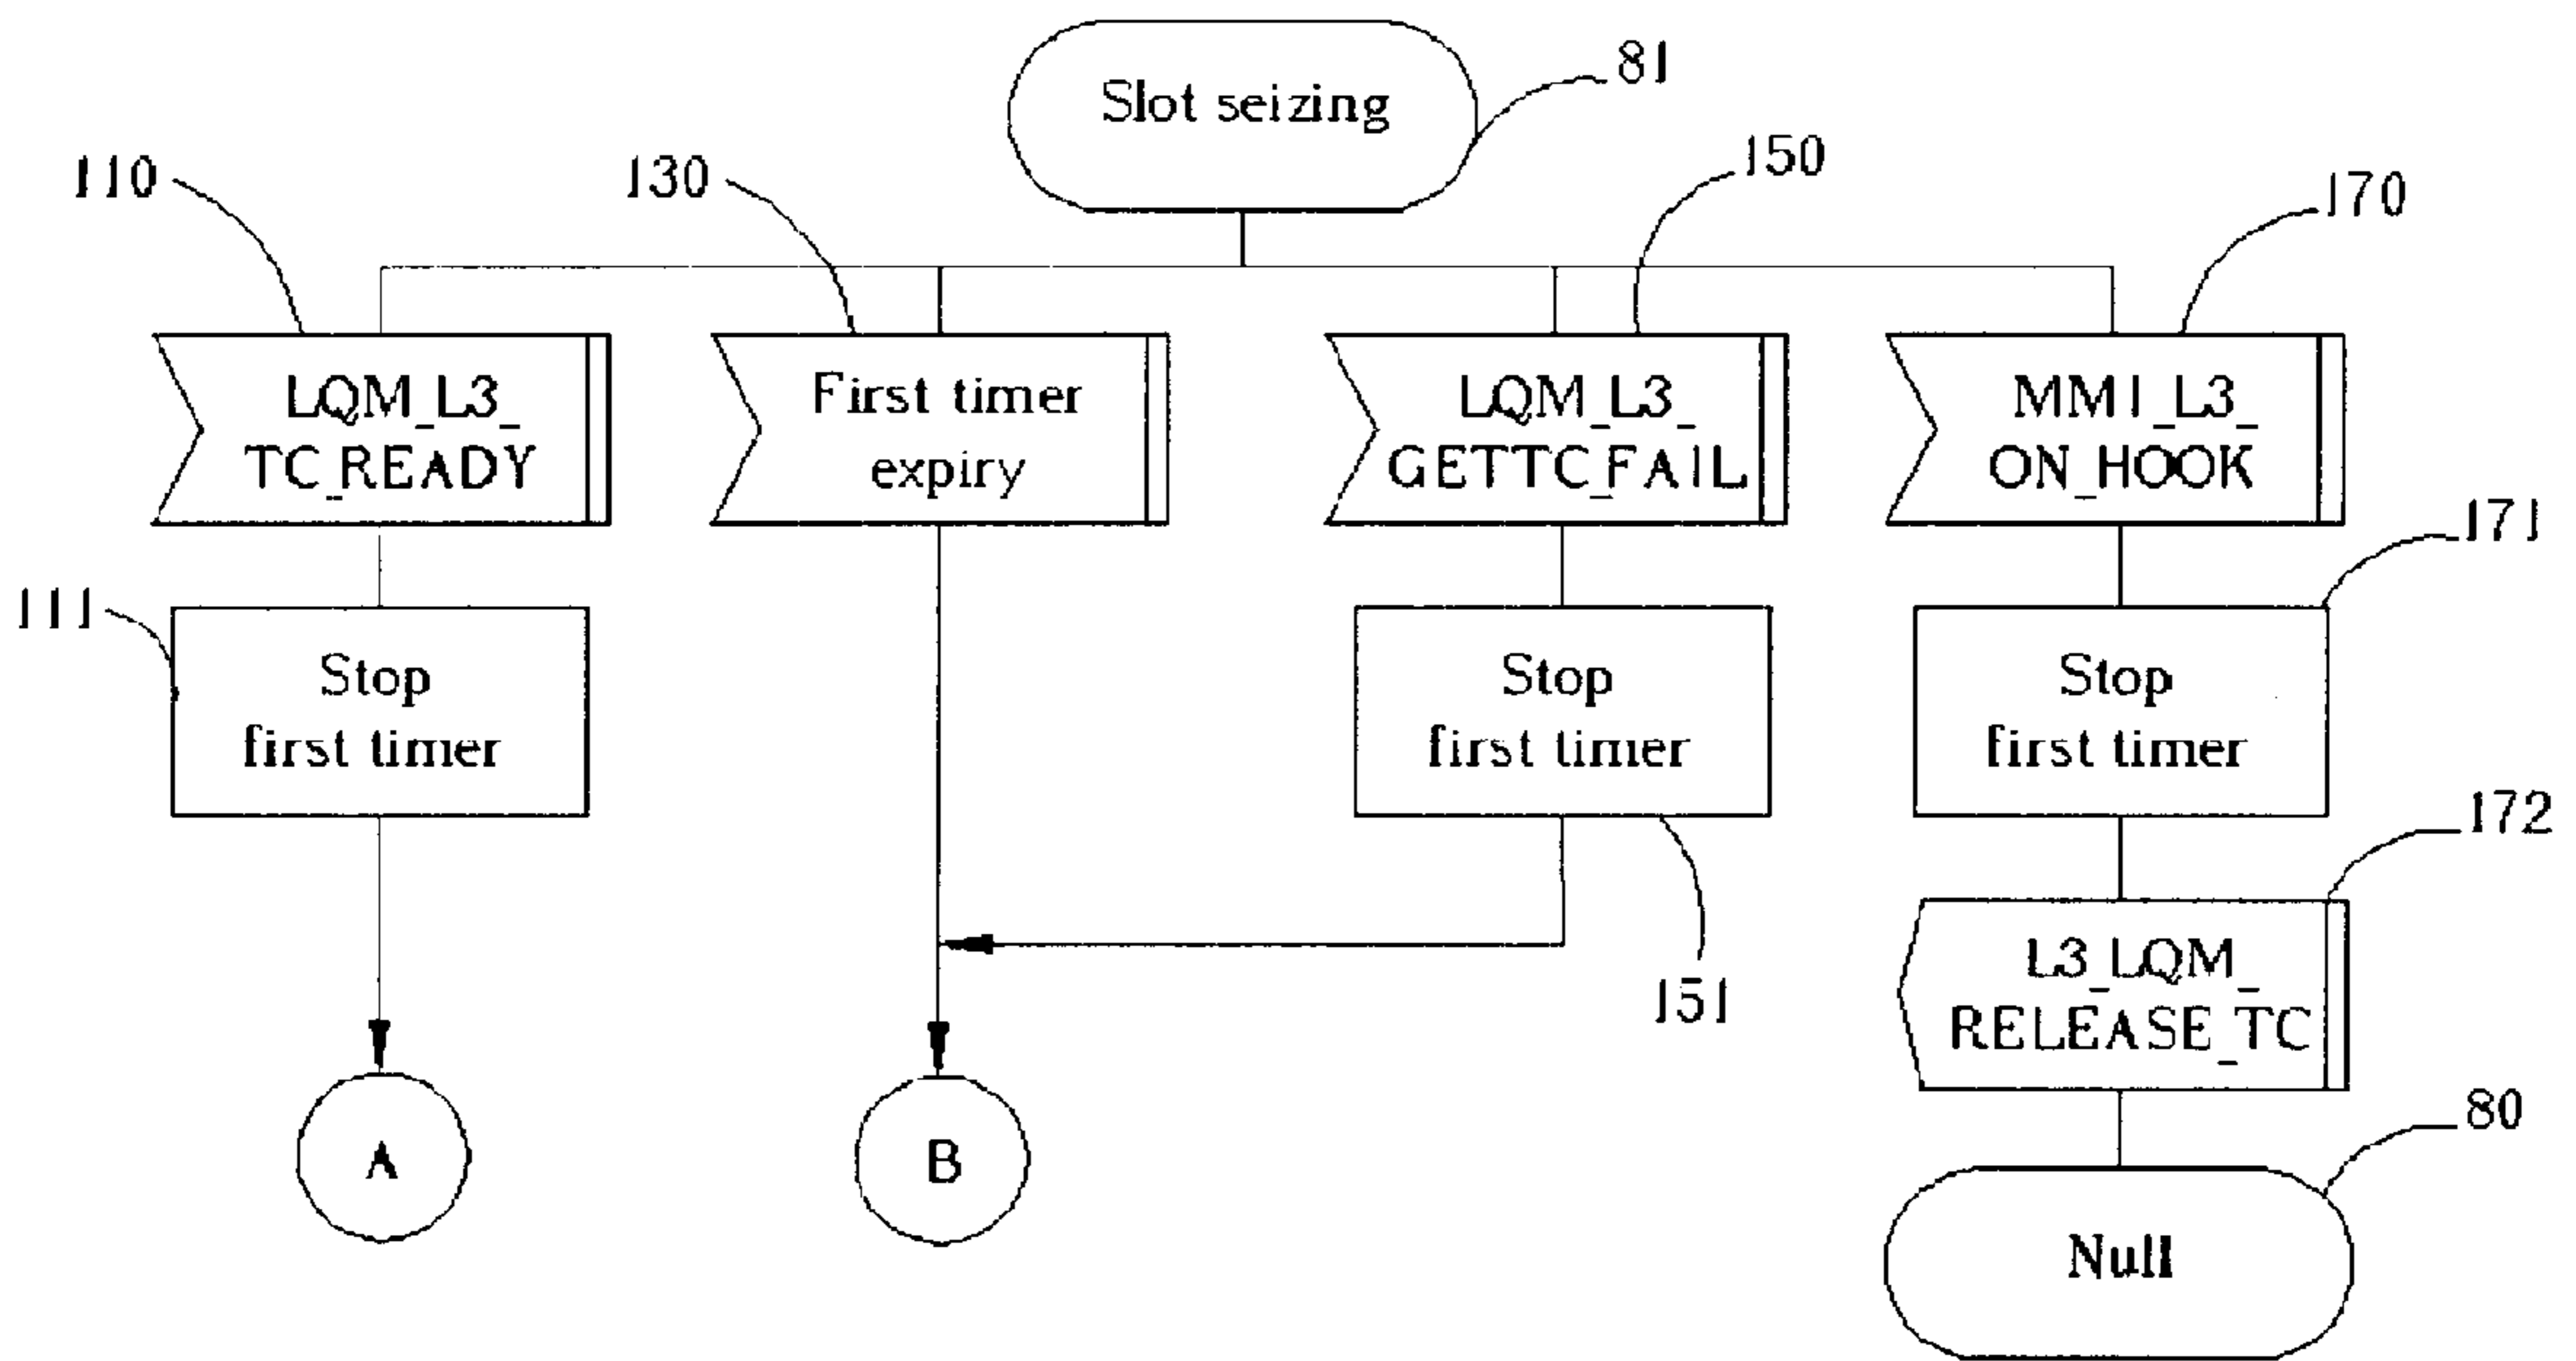 Slot seizing
81
110
130
150
170
LQM_L3_
TC_READY
First timer
expiry
LQM_L3_
GETTC_FAIL
MMI_L3_
ON_HOOK
111
Stop
first timer
Stop
first timer
151
171
Stop
first timer
172
L3_LQM_
RELEASE_TC
A
B
80
Null